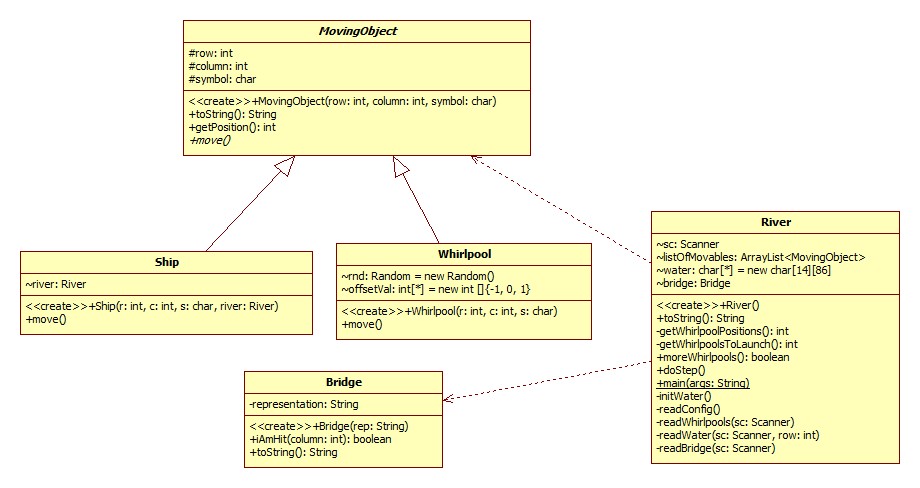 MovingObject
#row: int
#column: int
#symbol: char
<<create>>+MovingObject(row: int, column: int, symbol: char)
+toString(): String
+getPosition(): int
+move()
Ship
~river: River
<<create>>+Ship(r: int, c: int, s: char, river: River)
+move()
Whirlpool
~rnd: Random = new Random()
~offsetVal: int[*] = new int []{-1, 0, 1}
<<create>>+Whirlpool(r: int, c: int, s: char)
+move()
River
~sc: Scanner
~listOfMovables: ArrayList<MovingObject>
~water: char[*] = new char[14][86]
~bridge: Bridge
<<create>>+River()
+toString(): String
-getWhirlpoolPositions(): int
-getWhirlpoolsToLaunch(): int
+moreWhirlpools(): boolean
+doStep()
+main(args: String)
-initWater()
-readConfig()
-readWhirlpools(sc: Scanner)
-readWater(sc: Scanner, row: int)
-readBridge(sc: Scanner)
Bridge
-representation: String
<<create>>+Bridge(rep: String)
+iAmHit(column: int): boolean
+toString(): String